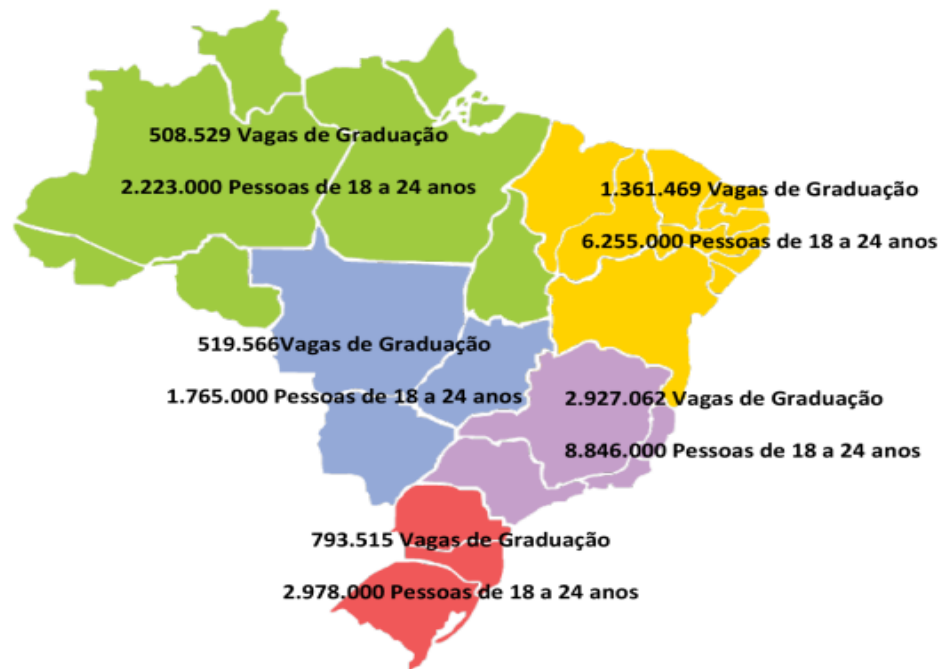 508.529 Vagas de Graduação
2.223.000 Pessoas de 18 a 24 anos
1.361.469 Vagas de Graduação
6.255.000 Pessoas de 18 a 24 anos
519.566Vagas de Graduação
1.765.000 Pessoas de 18 a 24 anos
2.927.062 Vagas de Graduação
8.846.000 Pessoas de 18 a 24 anos
793.515 Vagas de Graduação
2.978.000 Pessoas de 18 a 24 anos